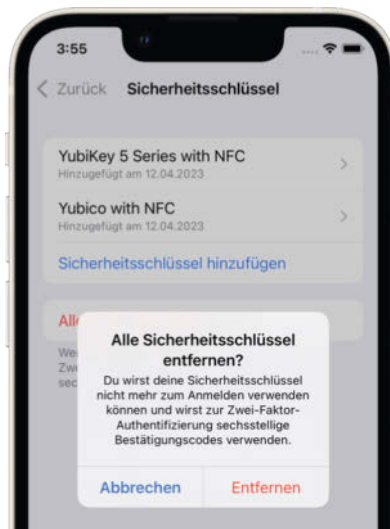 3:55
Zurück Sicherheitsschlüssel
YubiKey 5 Series with NFC
Hinzugefügt am 12.04.2023
Yubico with NFC
Hinzugefügt am 12.04.2023
Sicherheitsschlüssel hinzufügen
Alle Sicherheitsschlüssel
entfernen?
Du wirst deine Sicherheitsschlüssel
nicht mehr zum Anmelden verwenden
können und wirst zur Zwei-Faktor-
Authentifizierung sechsstellige
Bestätigungscodes verwenden.
Abbrechen Entfernen